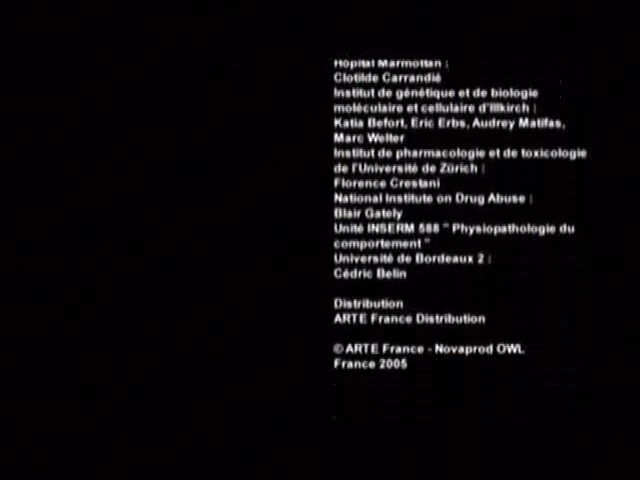 Hôpital Marmottan :
Clotilde Carrandié
Institut de génétique et de biologie
moléculaire et cellulaire d'Illkirch :
Katia Befort, Eric Erbs, Audrey Matifas,
Marc Welter
Institut de pharmacologie et de toxicologie
de l'Université de Zürich :
Florence Crestani
National Institute on Drug Abuse :
Blair Gately
Unité INSERM 588 " Physiopathologie du
comportement "
Université de Bordeaux 2 :
Cédric Belin
Distribution
ARTE France Distribution
© ARTE France - Novaprod OWL
France 2005